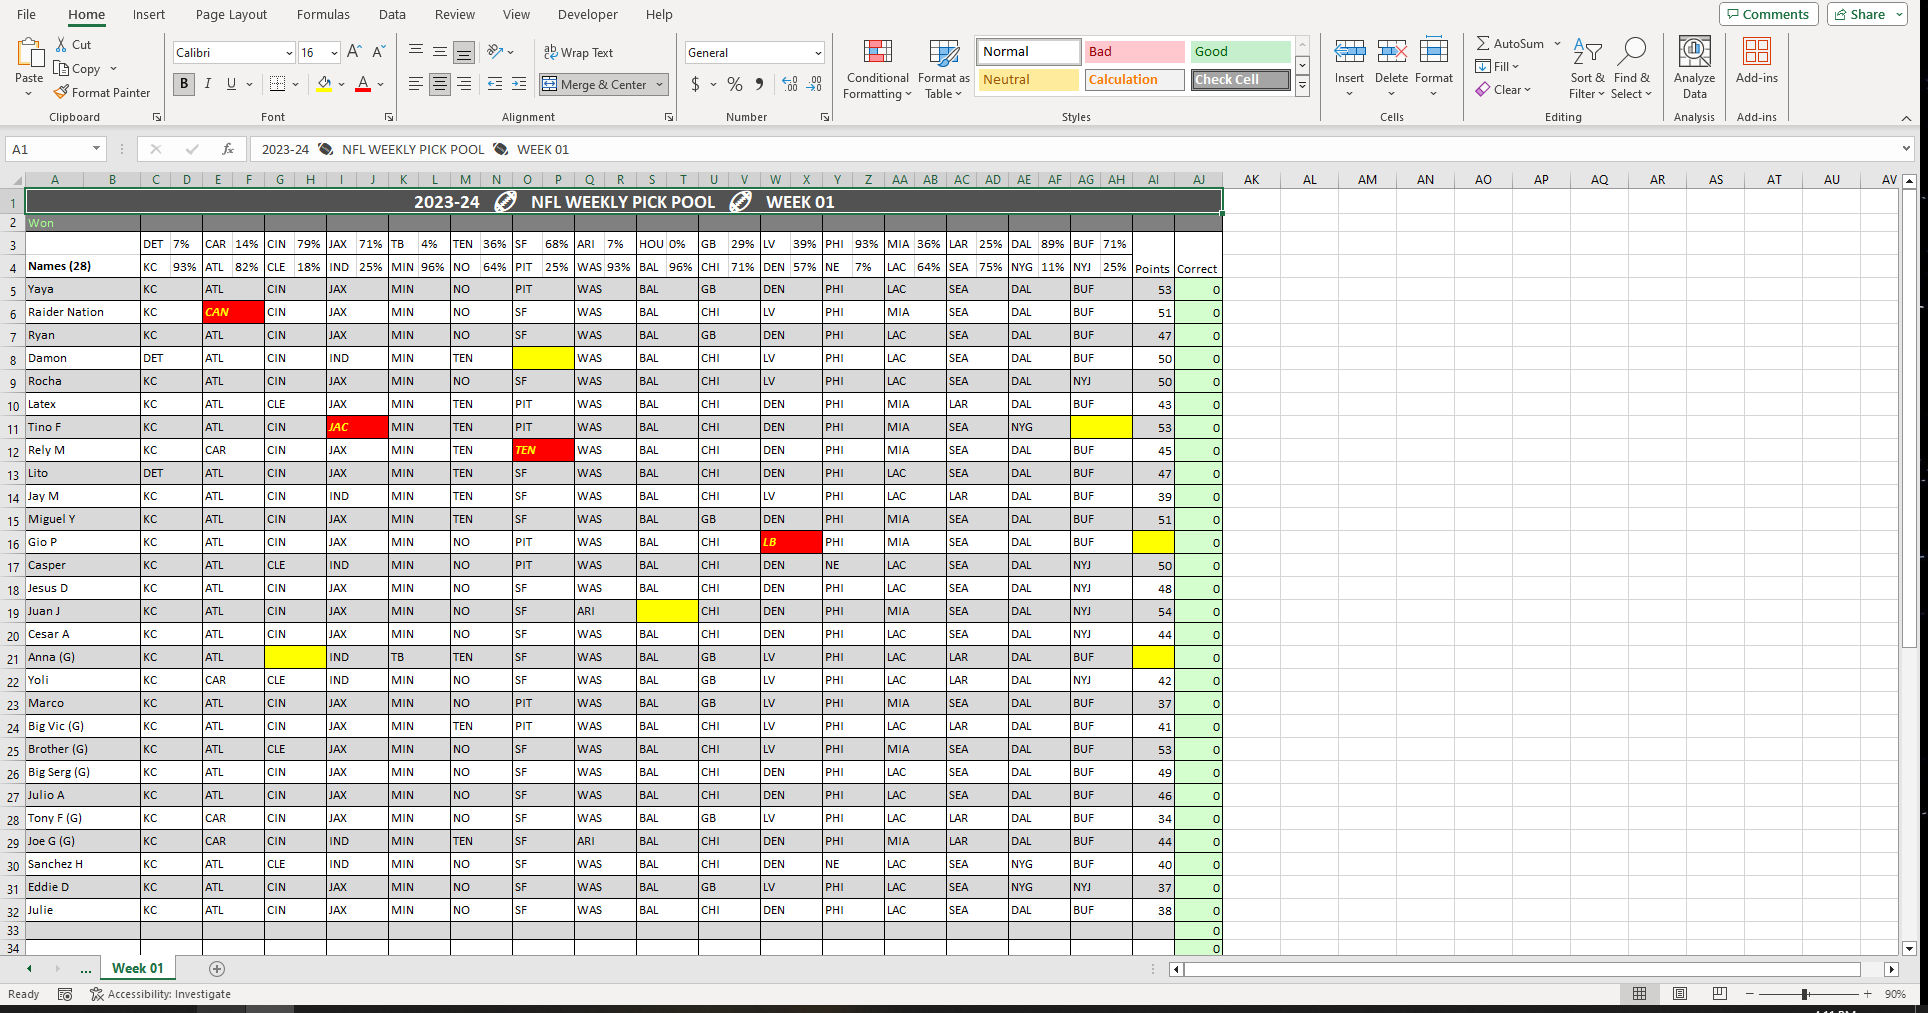 File Home Insert Page Layout Formulas Data Review View Developer Help Comments Share
Paste Cut Copy Format Painter Calibri 16 Wrap Text Merge & Center General Conditional Formatting Format as Table Normal Bad Good Neutral Calculation Check Cell Insert Delete Format AutoSum Fill Clear Sort & Filter Find & Select Analyze Data Add-ins
Clipboard Font Alignment Number Styles Cells Editing Analysis Add-ins
A1 fx 2023-24 🏈 NFL WEEKLY PICK POOL 🏈 WEEK 01
A B C D E F G H I J K L M N O P Q R S T U V W X Y Z AA AB AC AD AE AF AG AH AI AJ AK AL AM AN AO AP AQ AR AS AT AU AV
1 2023-24 🏈 NFL WEEKLY PICK POOL 🏈 WEEK 01
2 Won
3 DET 7% CAR 14% CIN 79% JAX 71% TB 4% TEN 36% SF 68% ARI 7% HOU 0% GB 29% LV 39% PHI 93% MIA 36% LAR 25% DAL 89% BUF 71%
4 Names (28) KC 93% ATL 82% CLE 18% IND 25% MIN 96% NO 64% PIT 25% WAS 93% BAL 96% CHI 71% DEN 57% NE 7% LAC 64% SEA 75% NYG 11% NYJ 25% Points Correct
5 Yaya KC ATL CIN JAX MIN NO PIT WAS BAL GB DEN PHI LAC SEA DAL BUF 53 0
6 Raider Nation KC CAN CIN JAX MIN NO SF WAS BAL CHI LV PHI MIA SEA DAL BUF 51 0
7 Ryan KC ATL CIN JAX MIN NO SF WAS BAL GB DEN PHI LAC SEA DAL BUF 47 0
8 Damon DET ATL CIN IND MIN TEN WAS BAL CHI LV PHI LAC SEA DAL BUF 50 0
9 Rocha KC ATL CIN JAX MIN NO SF WAS BAL CHI LV PHI LAC SEA DAL NYJ 50 0
10 Latex KC ATL CLE JAX MIN TEN PIT WAS BAL CHI DEN PHI MIA LAR DAL BUF 43 0
11 Tino F KC ATL CIN JAC MIN TEN PIT WAS BAL CHI DEN PHI MIA SEA NYG 53 0
12 Rely M KC CAR CIN JAX MIN TEN TEN WAS BAL CHI DEN PHI MIA SEA DAL BUF 45 0
13 Lito DET ATL CIN JAX MIN TEN SF WAS BAL CHI DEN PHI LAC SEA DAL BUF 47 0
14 Jay M KC ATL CIN IND MIN TEN SF WAS BAL CHI LV PHI LAC LAR DAL BUF 39 0
15 Miguel Y KC ATL CIN JAX MIN TEN SF WAS BAL GB DEN PHI MIA SEA DAL BUF 51 0
16 Gio P KC ATL CIN JAX MIN NO PIT WAS BAL CHI LB PHI MIA SEA DAL BUF 0
17 Casper KC ATL CLE IND MIN NO PIT WAS BAL CHI DEN NE LAC SEA DAL NYJ 50 0
18 Jesus D KC ATL CIN JAX MIN NO SF WAS BAL CHI DEN PHI LAC SEA DAL NYJ 48 0
19 Juan J KC ATL CIN JAX MIN NO SF ARI CHI DEN PHI MIA SEA DAL NYJ 54 0
20 Cesar A KC ATL CIN JAX MIN NO SF WAS BAL CHI DEN PHI LAC SEA DAL NYJ 44 0
21 Anna (G) KC ATL IND TB TEN SF WAS BAL GB LV PHI LAC LAR DAL BUF 0
22 Yoli KC CAR CLE IND MIN NO SF WAS BAL GB LV PHI LAC LAR DAL NYJ 42 0
23 Marco KC ATL CIN JAX MIN NO PIT WAS BAL GB LV PHI MIA SEA DAL BUF 37 0
24 Big Vic (G) KC ATL CIN JAX MIN TEN PIT WAS BAL CHI LV PHI LAC LAR DAL BUF 41 0
25 Brother (G) KC ATL CLE JAX MIN NO SF WAS BAL CHI LV PHI MIA SEA DAL BUF 53 0
26 Big Serg (G) KC ATL CIN JAX MIN NO SF WAS BAL CHI DEN PHI LAC SEA DAL BUF 49 0
27 Julio A KC ATL CIN JAX MIN NO SF WAS BAL CHI DEN PHI LAC SEA DAL BUF 46 0
28 Tony F (G) KC CAR CIN JAX MIN NO SF WAS BAL GB LV PHI LAC LAR DAL BUF 34 0
29 Joe G (G) KC CAR CIN IND MIN TEN SF ARI BAL CHI DEN PHI MIA LAR DAL BUF 44 0
30 Sanchez H KC ATL CLE IND MIN NO SF WAS BAL CHI DEN NE LAC SEA NYG BUF 40 0
31 Eddie D KC ATL CIN JAX MIN NO SF WAS BAL GB LV PHI LAC SEA NYG NYJ 37 0
32 Julie KC ATL CIN JAX MIN NO SF WAS BAL CHI DEN PHI LAC SEA DAL BUF 38 0
33 0
34 0
... Week 01
Ready Accessibility: Investigate 90%